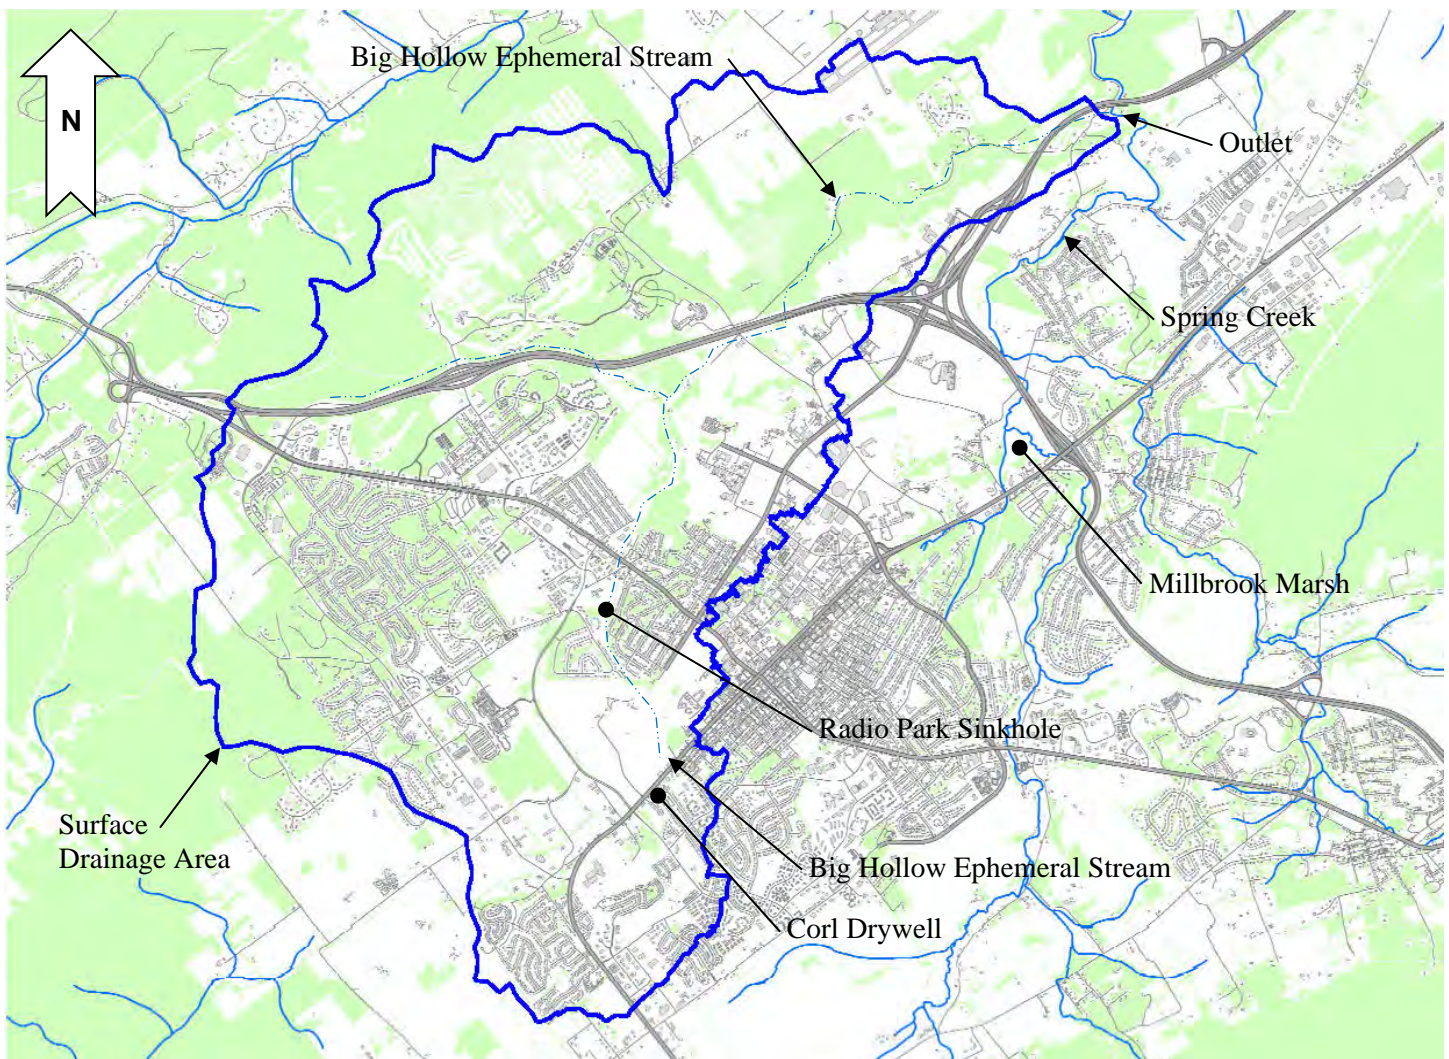 Big Hollow Ephemeral Stream
N
Outlet
Spring Creek
Millbrook Marsh
Radio Park Sinkhole
Surface
Drainage Area
Big Hollow Ephemeral Stream
Corl Drywell